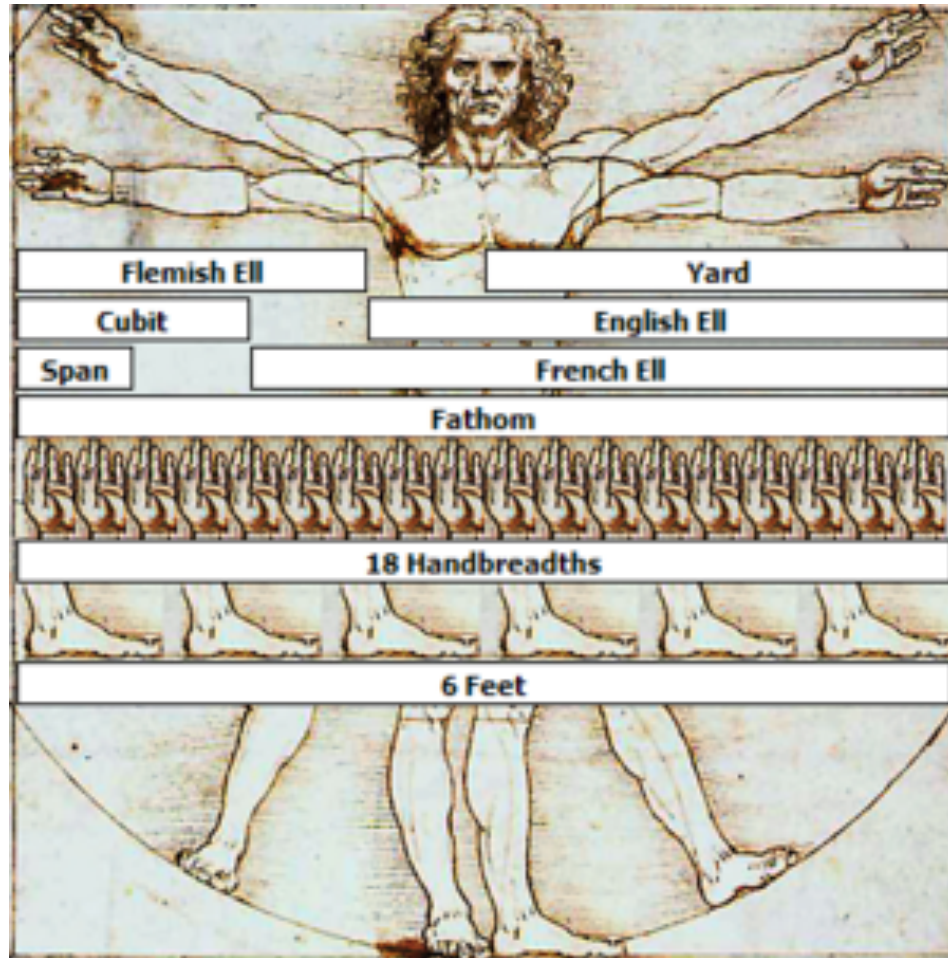 Flemish Ell Yard
Cubit English Ell
Span French Ell
Fathom
18 Handbreadths
6 Feet